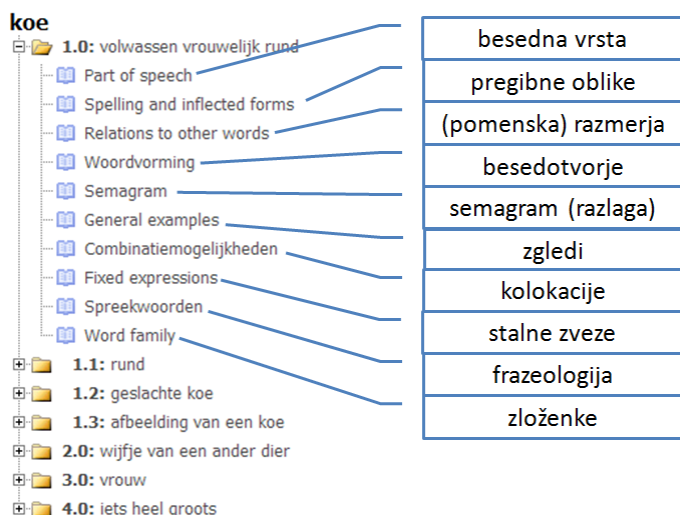 koe
1.0: volwassen vrouwelijk rund
Part of speech
Spelling and inflected forms
Relations to other words
Woordvorming
Semagram
General examples
Combinatiemogelijkheden
Fixed expressions
Spreekwoorden
Word family
1.1: rund
1.2: geslachte koe
1.3: afbeelding van een koe
2.0: wijfje van een ander dier
3.0: vrouw
4.0: iets heel groots
besedna vrsta
pregibne oblike
(pomenska) razmerja
besedotvorje
semagram (razlaga)
zgledi
kolokacije
stalne zveze
frazeologija
zloženke